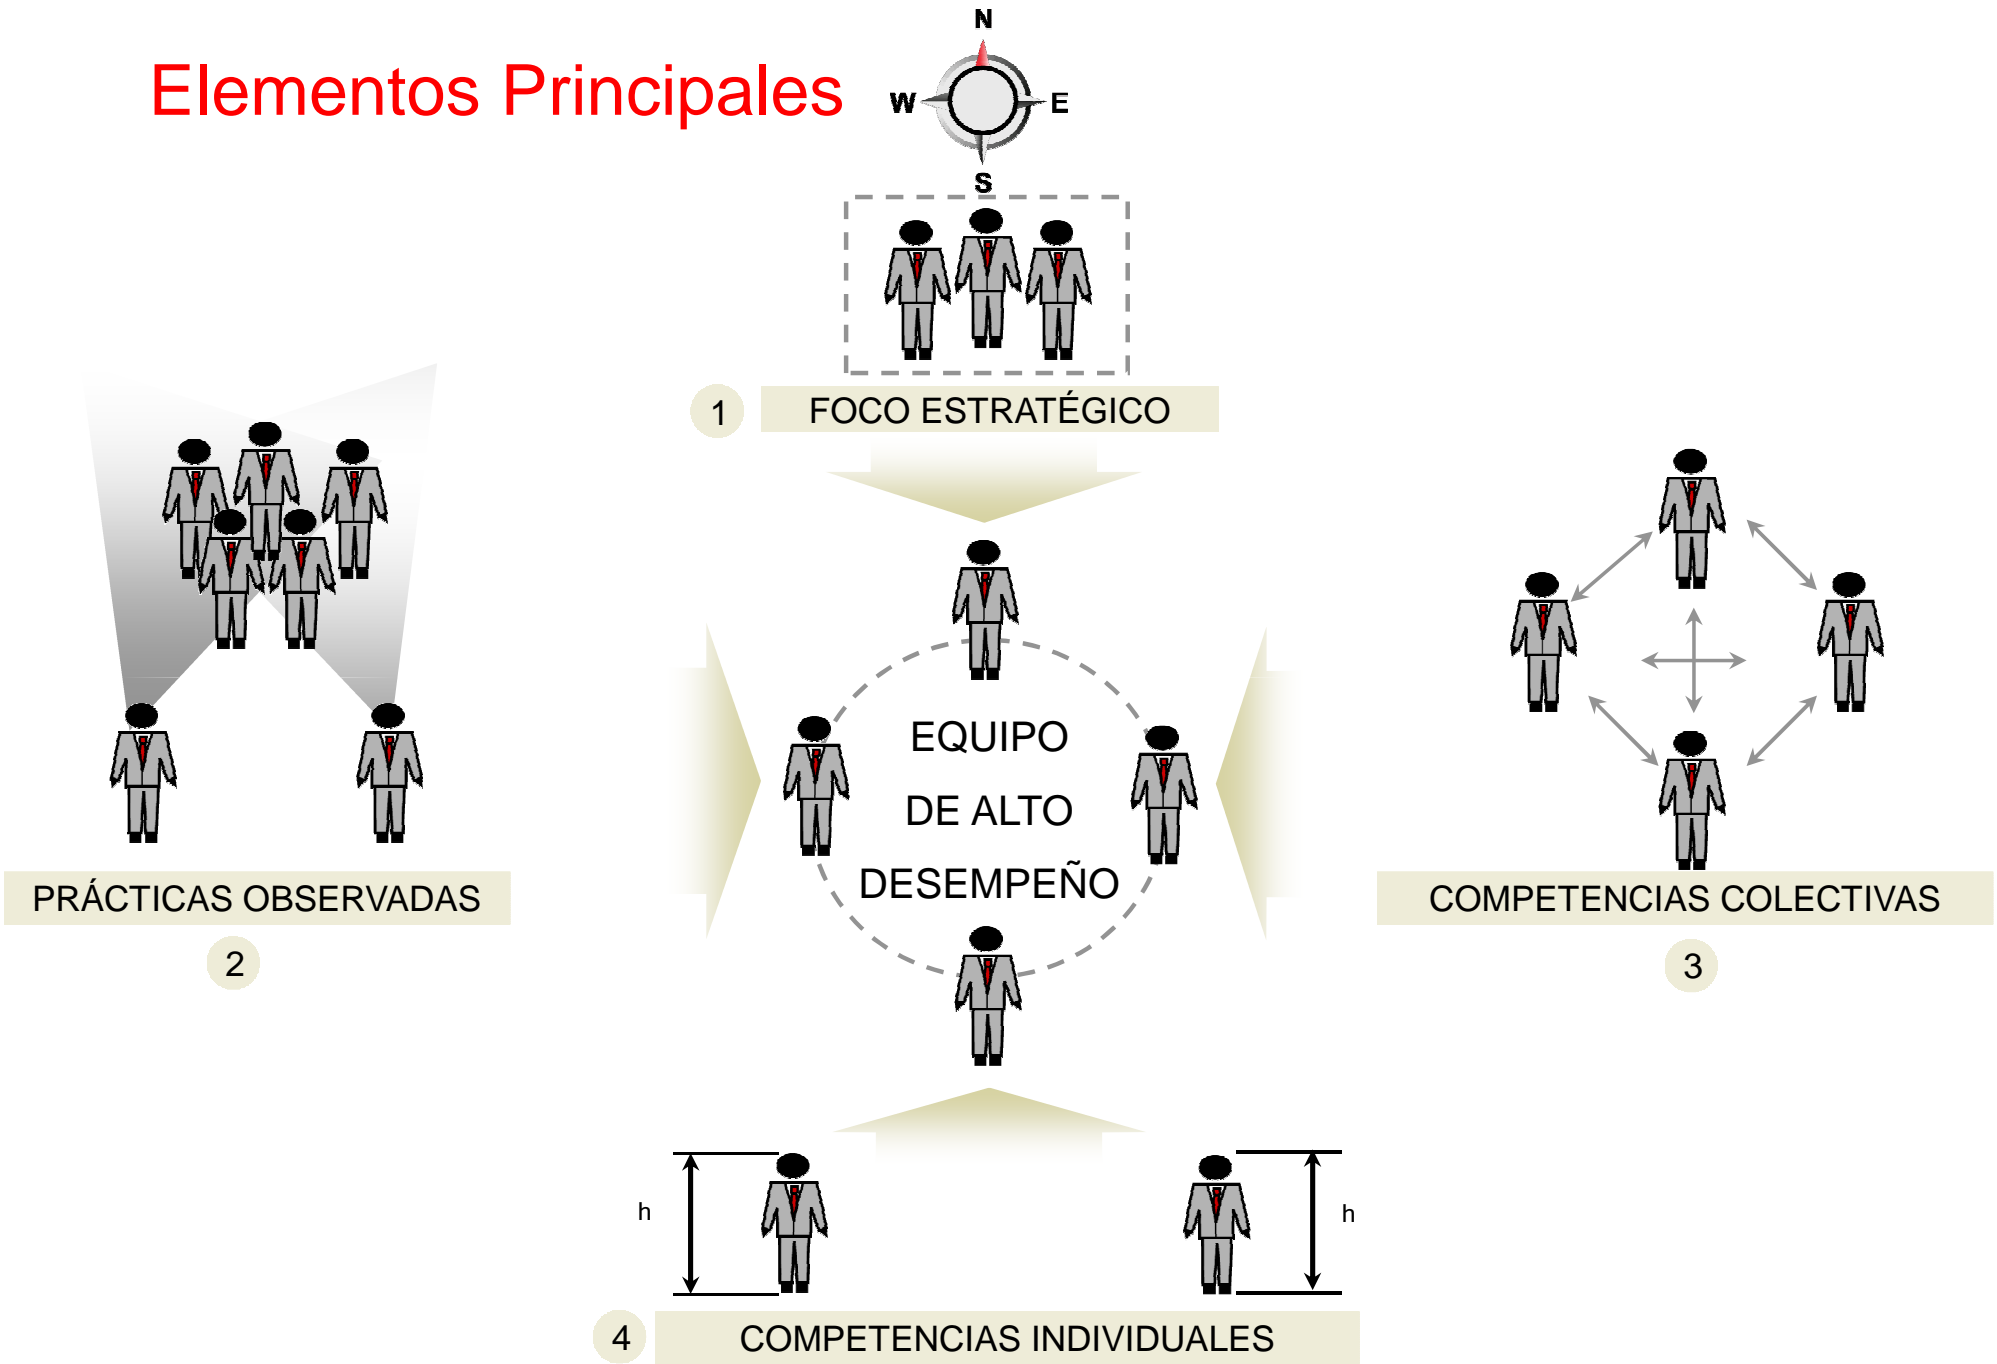 Elementos Principales
N
W
E
S
1
FOCO ESTRATÉGICO
EQUIPO
DE ALTO
DESEMPEÑO
PRÁCTICAS OBSERVADAS
2
COMPETENCIAS COLECTIVAS
3
h
h
4
COMPETENCIAS INDIVIDUALES